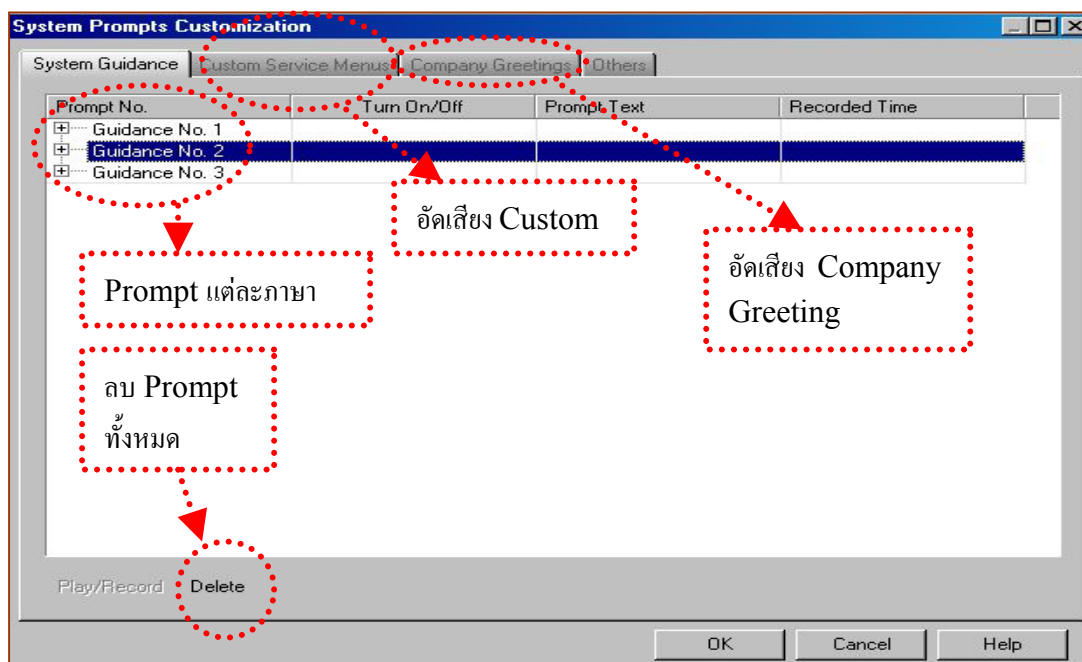 System Prompts Customization
System Guidance Custom Service Menus Company Greetings Others
Prompt No. Turn On/Off Prompt Text Recorded Time
Guidance No. 1
Guidance No. 2
Guidance No. 3
อัดเสียง Custom
อัดเสียง Company
Greeting
Prompt แต่ละภาษา
ลบ Prompt
ทั้งหมด
Play/Record Delete
OK Cancel Help